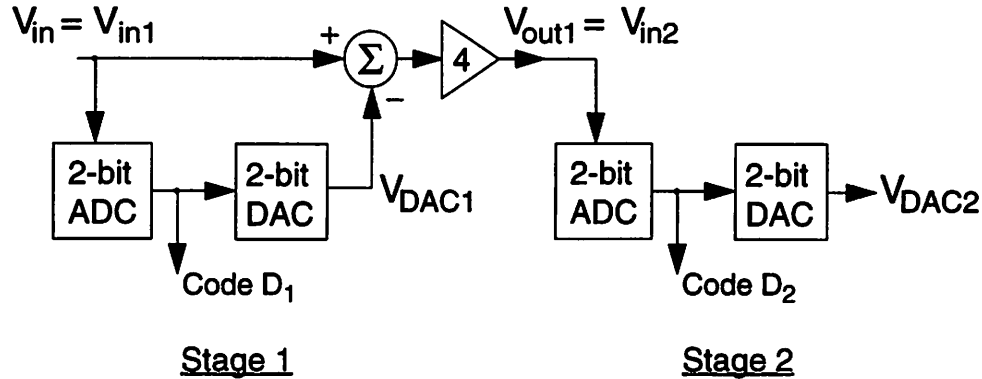 V_in = V_in1
+
Σ
−
4
V_out1 = V_in2
2-bit
ADC
2-bit
DAC
V_DAC1
Code D_1
2-bit
ADC
2-bit
DAC
V_DAC2
Code D_2
Stage 1
Stage 2